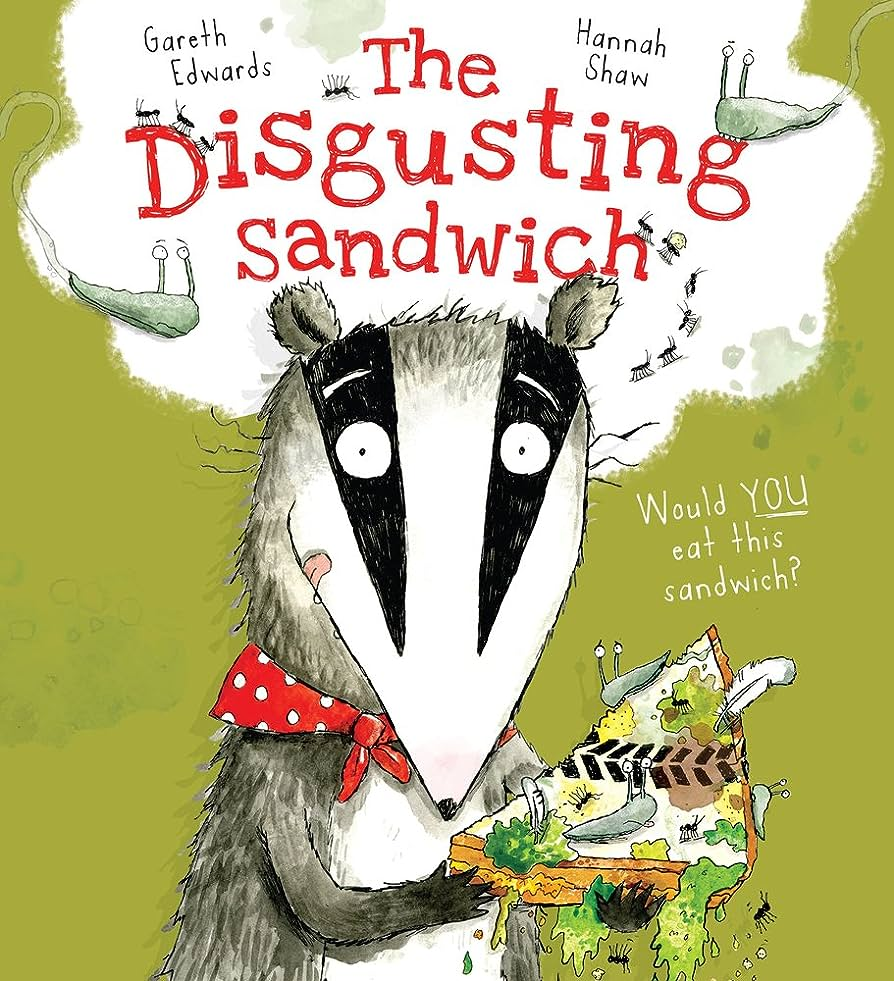 Gareth
Edwards
Hannah
Shaw
The
Disgusting
Sandwich
Would YOU
eat this
sandwich?